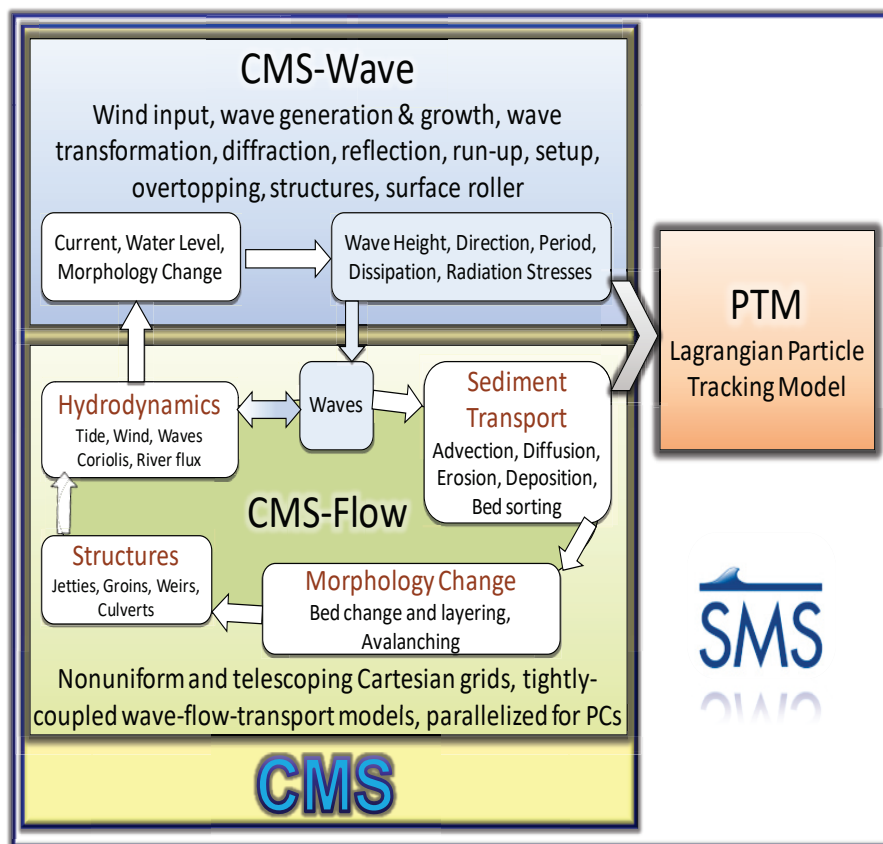 CMS-Wave
Wind input, wave generation & growth, wave
transformation, diffraction, reflection, run-up, setup,
overtopping, structures, surface roller
Current, Water Level,
Morphology Change
Wave Height, Direction, Period,
Dissipation, Radiation Stresses
PTM
Lagrangian Particle
Tracking Model
Hydrodynamics
Tide, Wind, Waves
Coriolis, River flux
Waves
Sediment
Transport
Advection, Diffusion,
Erosion, Deposition,
Bed sorting
CMS-Flow
Structures
Jetties, Groins, Weirs,
Culverts
Morphology Change
Bed change and layering,
Avalanching
SMS
Nonuniform and telescoping Cartesian grids, tightly-
coupled wave-flow-transport models, parallelized for PCs
CMS